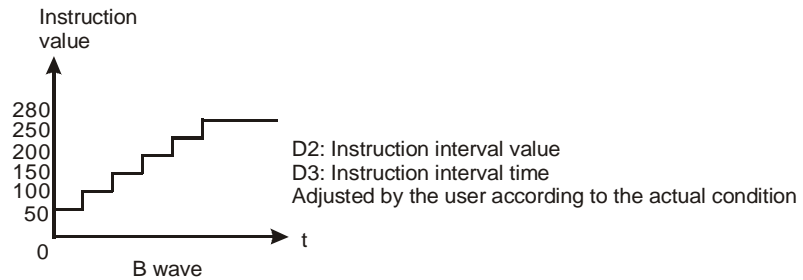 Instruction
value
280
250
200
150
100
50
0
t
B wave
D2: Instruction interval value
D3: Instruction interval time
Adjusted by the user according to the actual condition